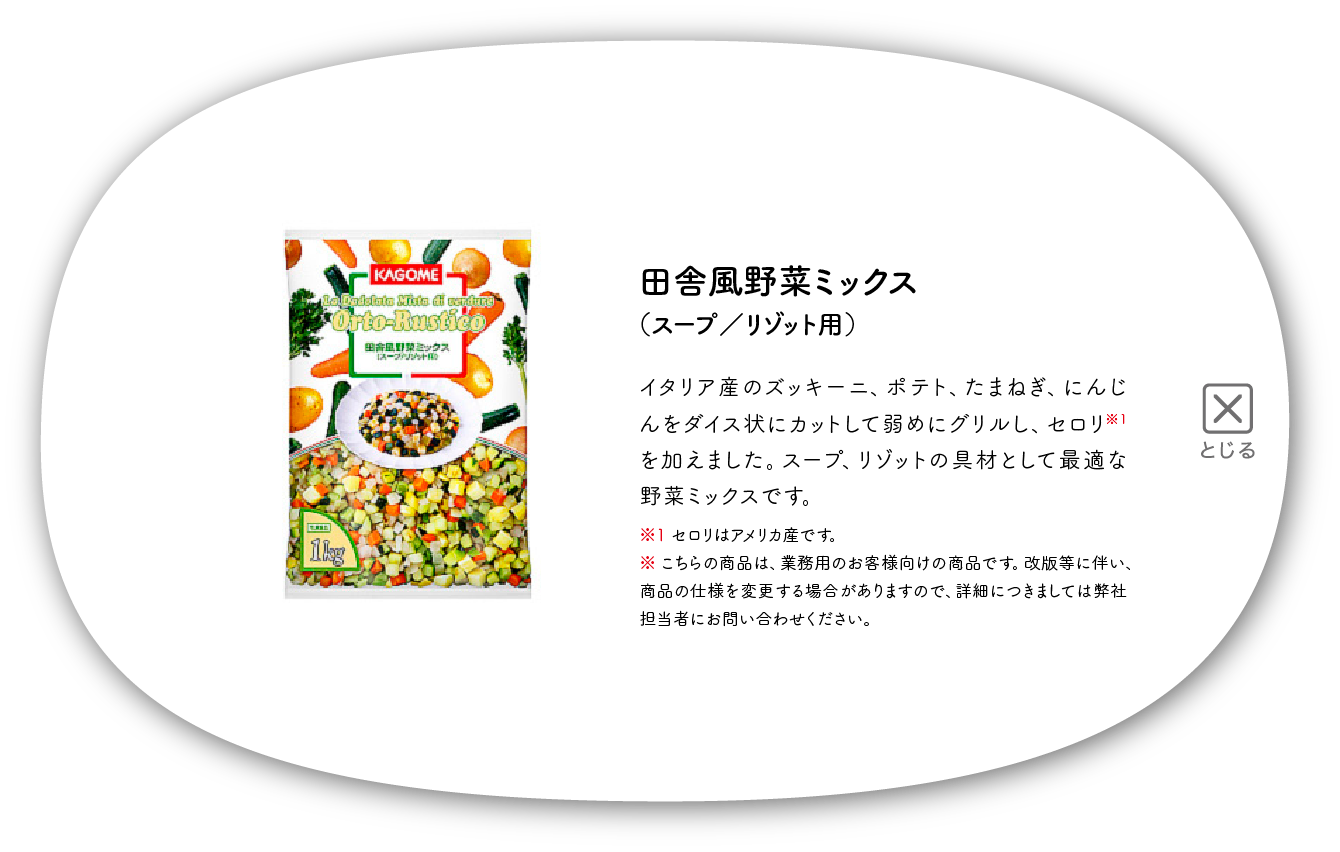 KAGOME
La Padotata Mista di verdure
Orto-Rustico
田舎風野菜ミックス
(スープ/リゾット用)
1kg
田舎風野菜ミックス
（スープ／リゾット用）
イタリア産のズッキーニ、ポテト、たまねぎ、にんじ
んをダイス状にカットして弱めにグリルし、セロリ※1
を加えました。スープ、リゾットの具材として最適な
野菜ミックスです。
※1 セロリはアメリカ産です。
※ こちらの商品は、業務用のお客様向けの商品です。改版等に伴い、
商品の仕様を変更する場合がありますので、詳細につきましては弊社
担当者にお問い合わせください。
とじる